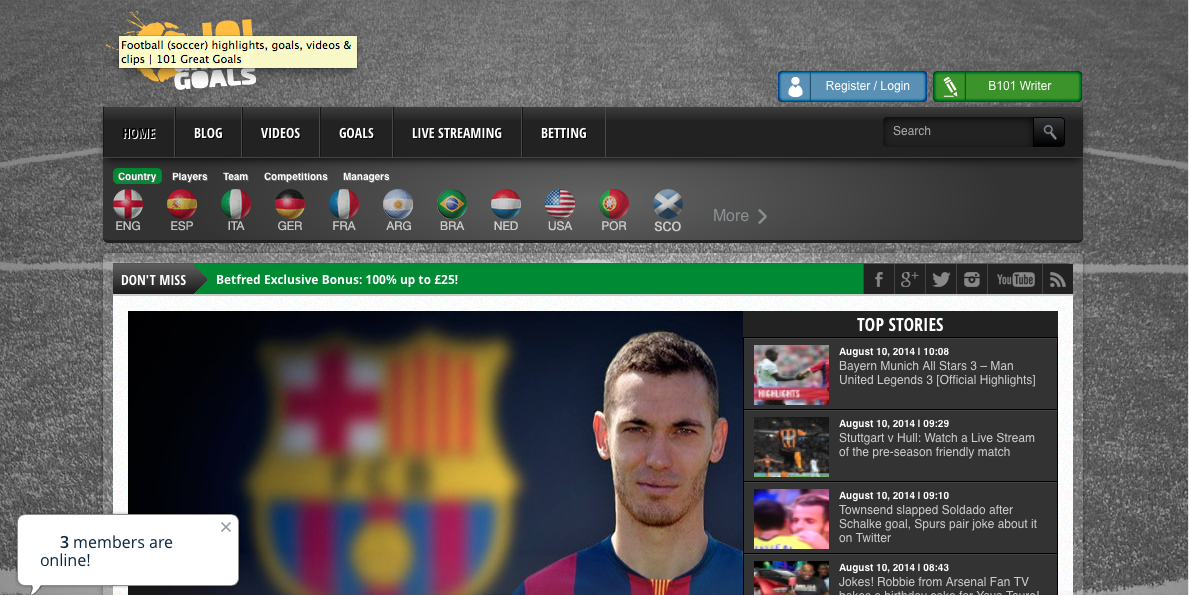 101
Football (soccer) highlights, goals, videos &
clips | 101 Great Goals
GOALS
Register / Login
B101 Writer
HOME
BLOG
VIDEOS
GOALS
LIVE STREAMING
BETTING
Search
Country
Players
Team
Competitions
Managers
ENG
ESP
ITA
GER
FRA
ARG
BRA
NED
USA
POR
SCO
More
DON'T MISS
Betfred Exclusive Bonus: 100% up to £25!
f
g+
YouTube
TOP STORIES
August 10, 2014 | 10:08
Bayern Munich All Stars 3 – Man
United Legends 3 [Official Highlights]
HIGHLIGHTS
August 10, 2014 | 09:29
Stuttgart v Hull: Watch a Live Stream
of the pre-season friendly match
August 10, 2014 | 09:10
Townsend slapped Soldado after
Schalke goal, Spurs pair joke about it
on Twitter
August 10, 2014 | 08:43
Jokes! Robbie from Arsenal Fan TV
FCB
3 members are
online!